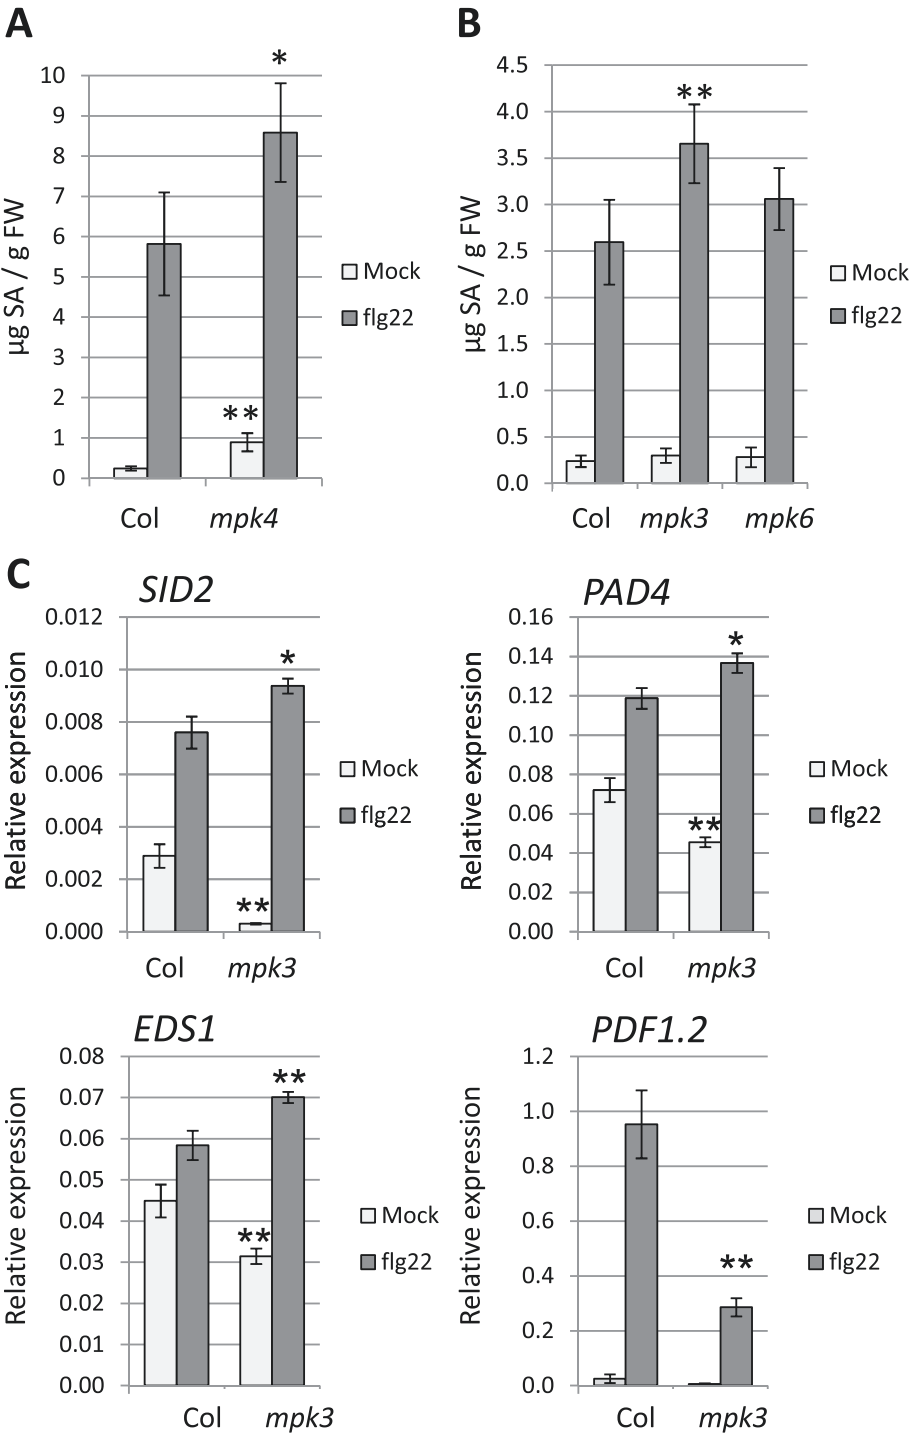 A
*
10
9
8
7
6
5
4
3
2
1
0
µg SA / g FW
**
Mock
flg22
Col mpk4
B
4.5
4.0
3.5
3.0
2.5
2.0
1.5
1.0
0.5
0.0
µg SA / g FW
**
Mock
flg22
Col mpk3 mpk6
C
SID2
0.012
0.010
0.008
0.006
0.004
0.002
0.000
Relative expression
*
**
Mock
flg22
Col mpk3
PAD4
0.16
0.14
0.12
0.10
0.08
0.06
0.04
0.02
0.00
Relative expression
*
**
Mock
flg22
Col mpk3
EDS1
0.08
0.07
0.06
0.05
0.04
0.03
0.02
0.01
0.00
Relative expression
**
**
Mock
flg22
Col mpk3
PDF1.2
1.2
1.0
0.8
0.6
0.4
0.2
0.0
Relative expression
**
Mock
flg22
Col mpk3